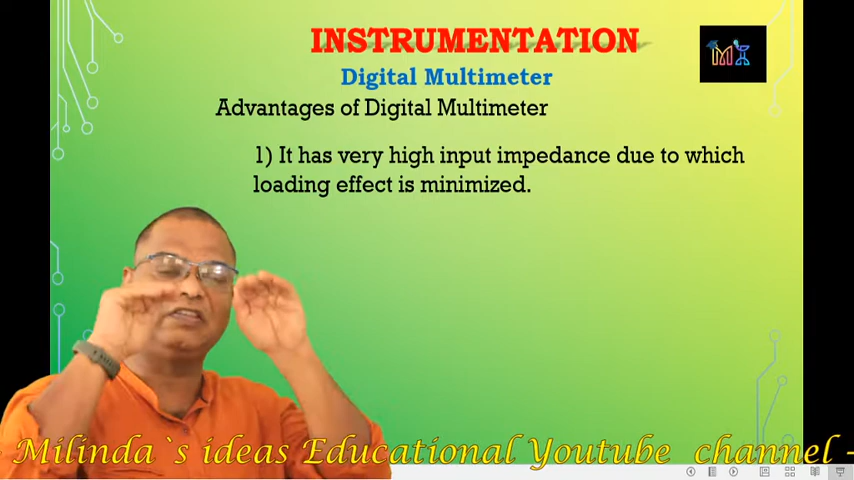 INSTRUMENTATION
Digital Multimeter
Advantages of Digital Multimeter
1) It has very high input impedance due to which
loading effect is minimized.
Milinda`s ideas Educational Youtube channel -